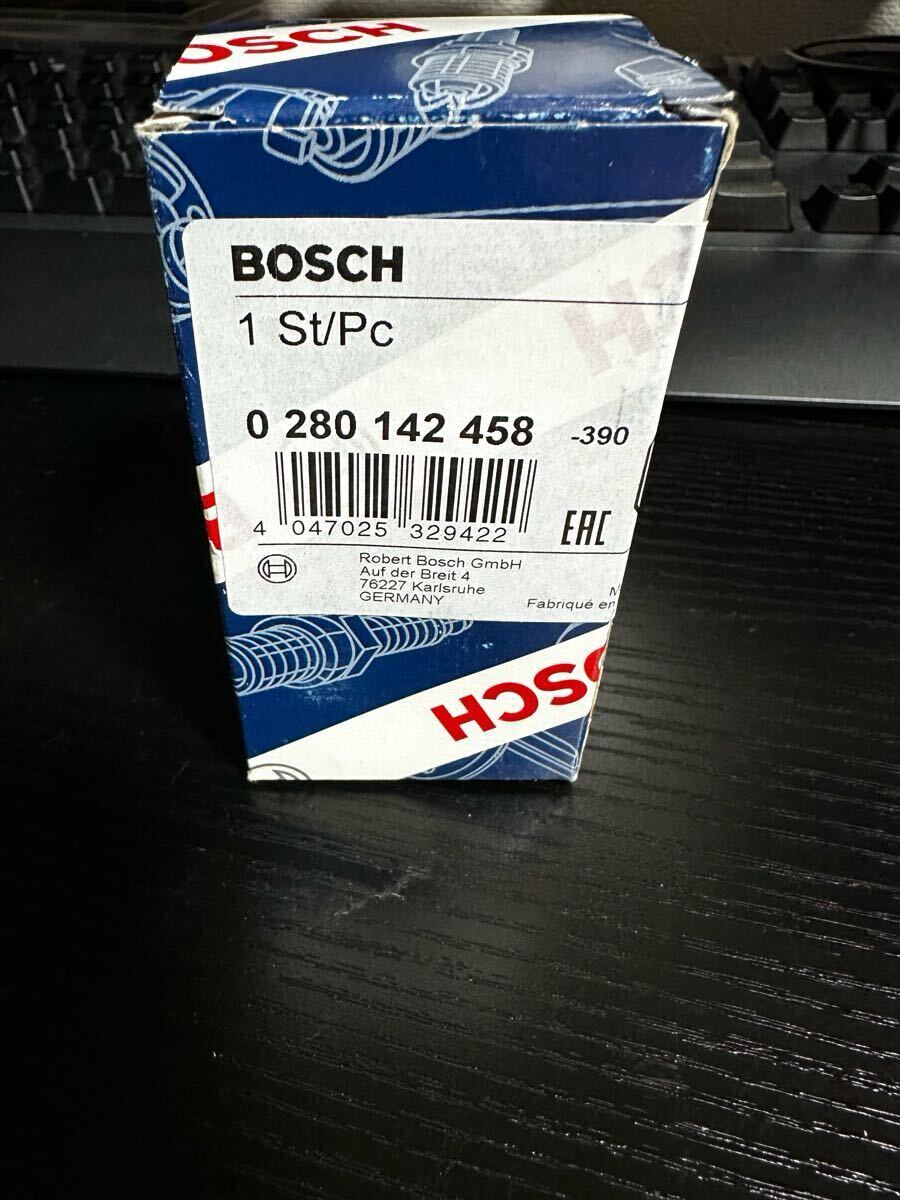 BOSCH
BOSCH
1 St/Pc
0 280 142 458 -390
4 047025 329422
EAC
Robert Bosch GmbH
Auf der Breit 4
76227 Karlsruhe
GERMANY
Fabriqué en
BOSCH